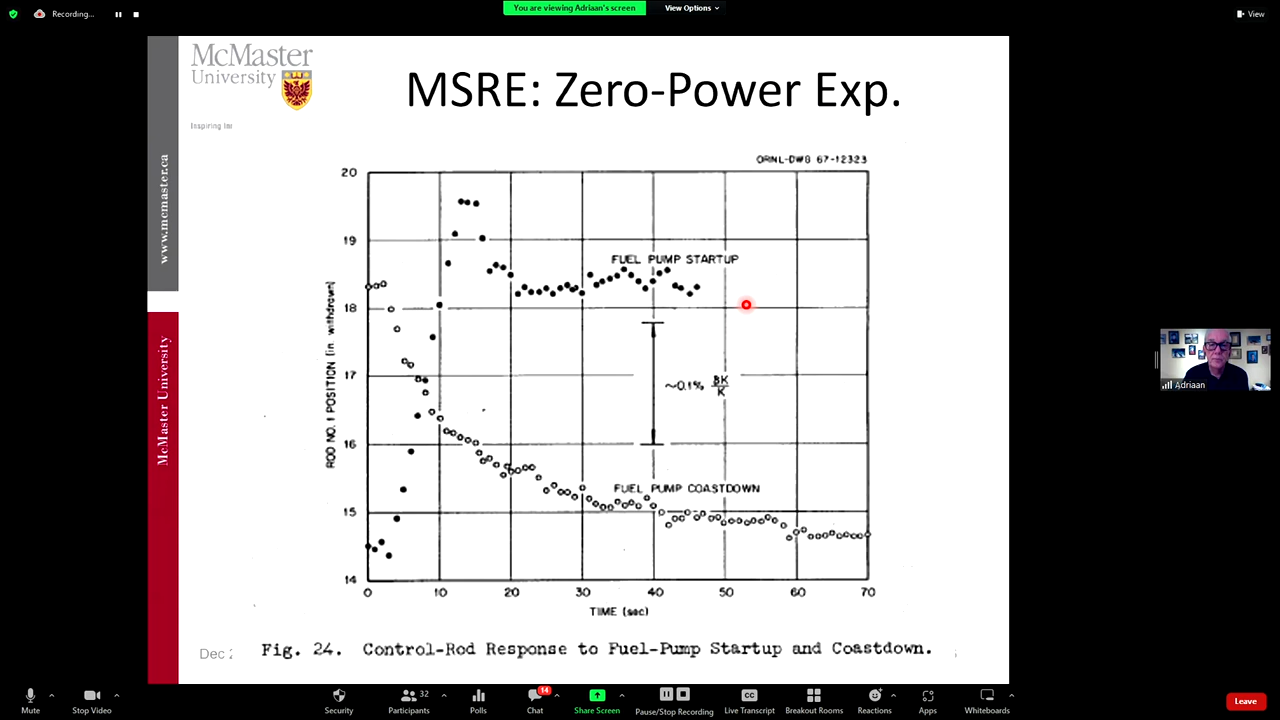 Recording...
You are viewing Adriaan's screen
View Options
View
McMaster
University
Inspiring
www.mcmaster.ca
McMaster University
MSRE: Zero-Power Exp.
ORNL-DWG 67-12323
20
19
18
17
16
15
14
ROD NO. 1 POSITION (in. withdrawn)
FUEL PUMP STARTUP
~0.1% δK
K
FUEL PUMP COASTDOWN
0 10 20 30 40 50 60 70
TIME (sec)
Fig. 24. Control-Rod Response to Fuel-Pump Startup and Coastdown.
Dec
Adriaan
Mute
Stop Video
Security
32
Participants
Polls
14
Chat
Share Screen
Pause/Stop Recording
CC
Live Transcript
Breakout Rooms
Reactions
Apps
Whiteboards
Leave